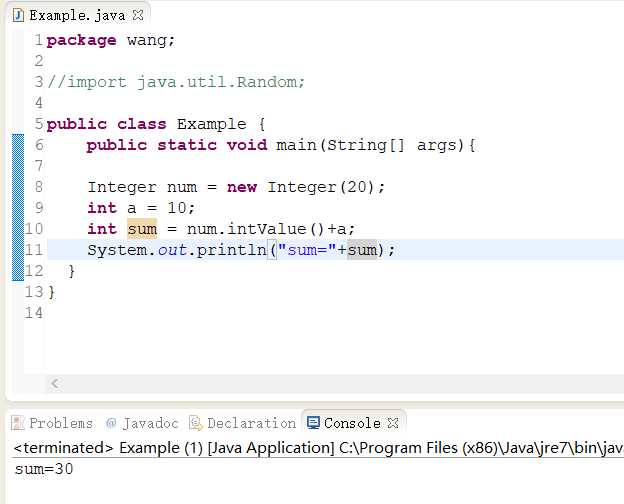 Example.java
1 package wang;
2
3 //import java.util.Random;
4
5 public class Example {
6     public static void main(String[] args){
7
8     Integer num = new Integer(20);
9     int a = 10;
10     int sum = num.intValue()+a;
11     System.out.println("sum="+sum);
12   }
13 }
14
Problems @ Javadoc Declaration Console
<terminated> Example (1) [Java Application] C:\Program Files (x86)\Java\jre7\bin\jav
sum=30